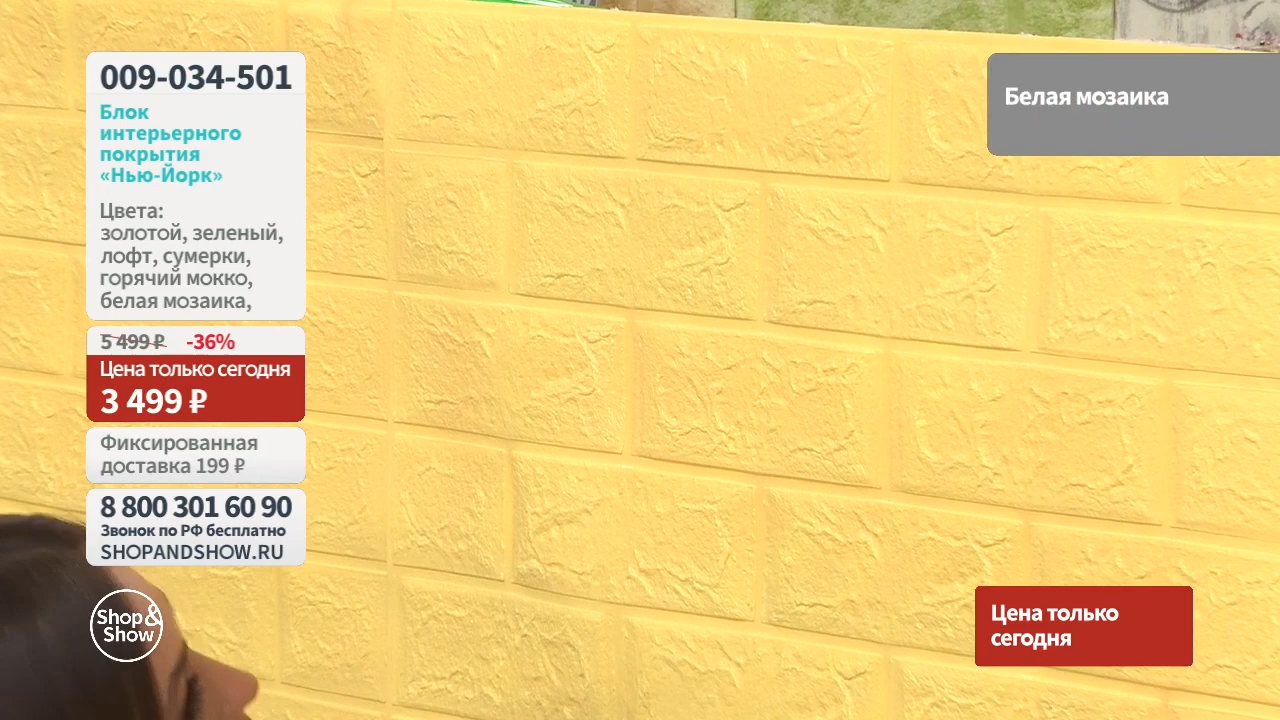 009-034-501
Блок
интерьерного
покрытия
«Нью-Йорк»
Цвета:
золотой, зеленый,
лофт, сумерки,
горячий мокко,
белая мозаика,
5 499 ₽ -36%
Цена только сегодня
3 499 ₽
Фиксированная
доставка 199 ₽
8 800 301 60 90
Звонок по РФ бесплатно
SHOPANDSHOW.RU
Shop&
Show
Белая мозаика
Цена только
сегодня